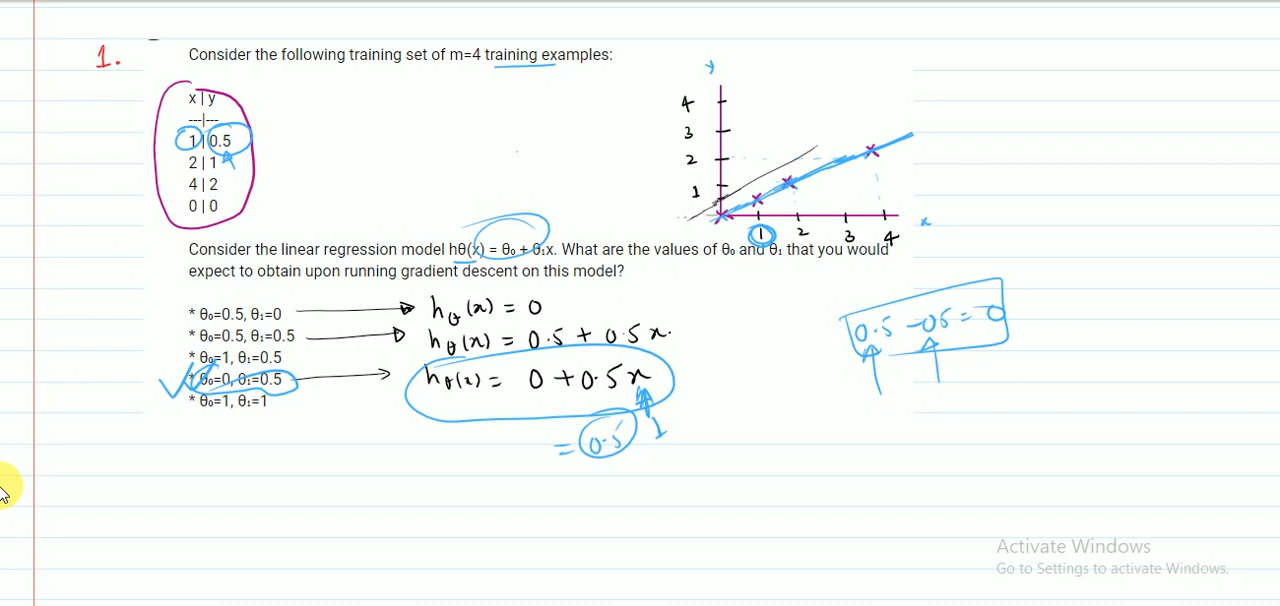 1.
Consider the following training set of m=4 training examples:
x | y
---|---
1 | 0.5
2 | 1
4 | 2
0 | 0
y
4
3
2
1
1 2 3 4
x
Consider the linear regression model hθ(x) = θ₀ + θ₁x. What are the values of θ₀ and θ₁ that you would
expect to obtain upon running gradient descent on this model?
* θ₀=0.5, θ₁=0
* θ₀=0.5, θ₁=0.5
* θ₀=1, θ₁=0.5
* θ₀=0, θ₁=0.5
* θ₀=1, θ₁=1
hθ(x) = 0
hθ(x) = 0.5 + 0.5x.
hθ(x) = 0 + 0.5x
1
= 0.5
0.5 - 05 = 0
Activate Windows
Go to Settings to activate Windows.